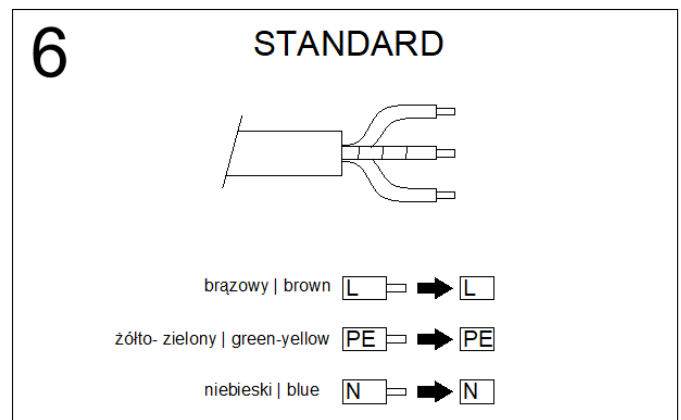 6
STANDARD
brązowy | brown L L
żółto- zielony | green-yellow PE PE
niebieski | blue N N